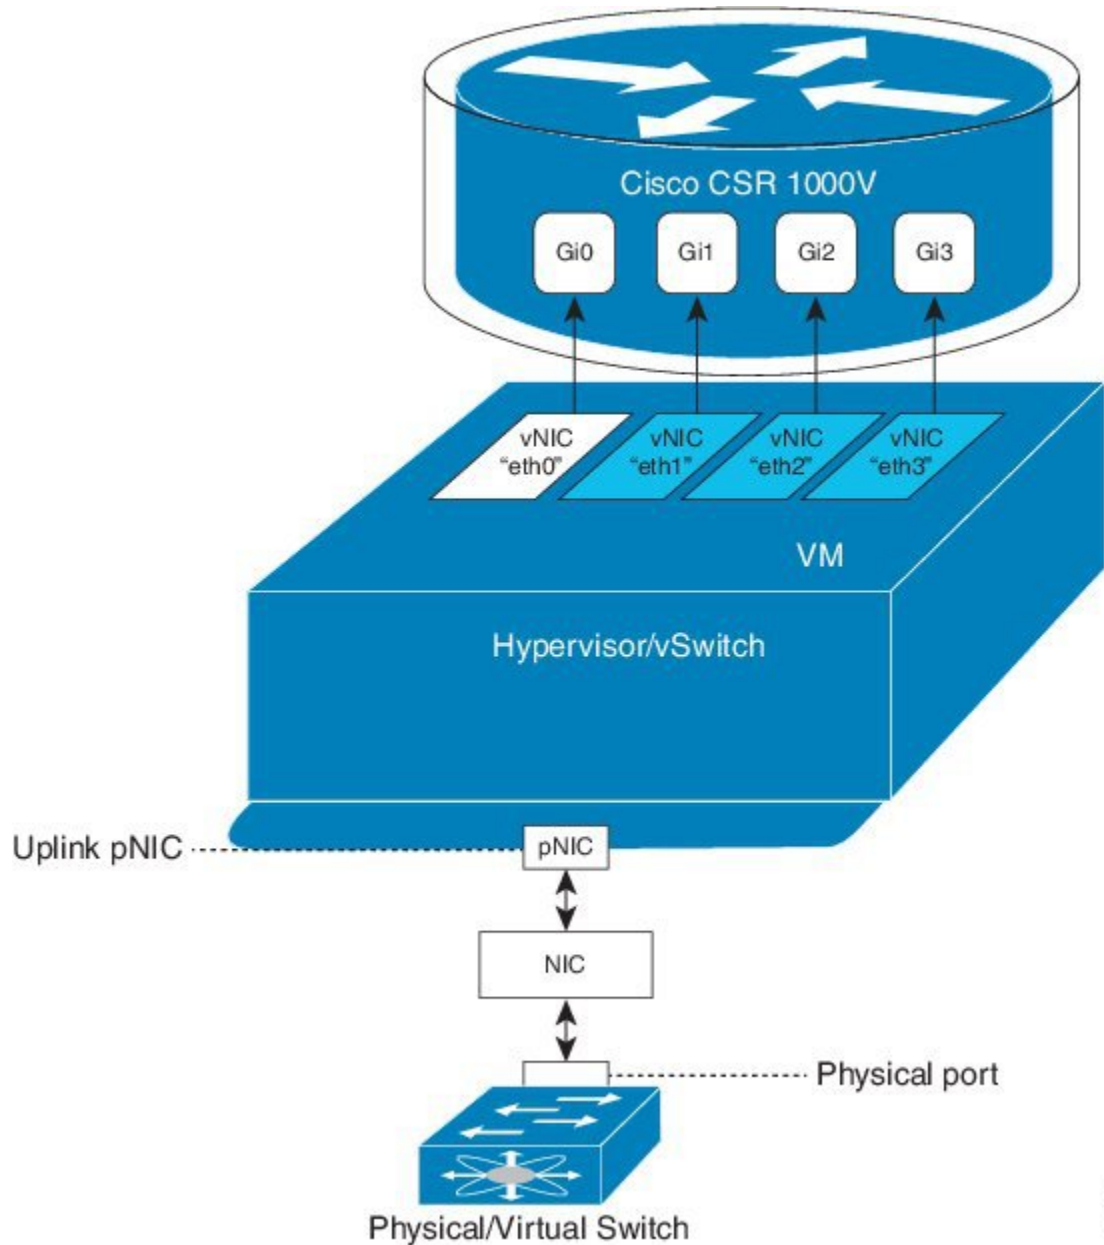 Cisco CSR 1000V
Gi0
Gi1
Gi2
Gi3
vNIC
“eth0”
vNIC
“eth1”
vNIC
“eth2”
vNIC
“eth3”
VM
Hypervisor/vSwitch
Uplink pNIC
pNIC
NIC
Physical port
Physical/Virtual Switch